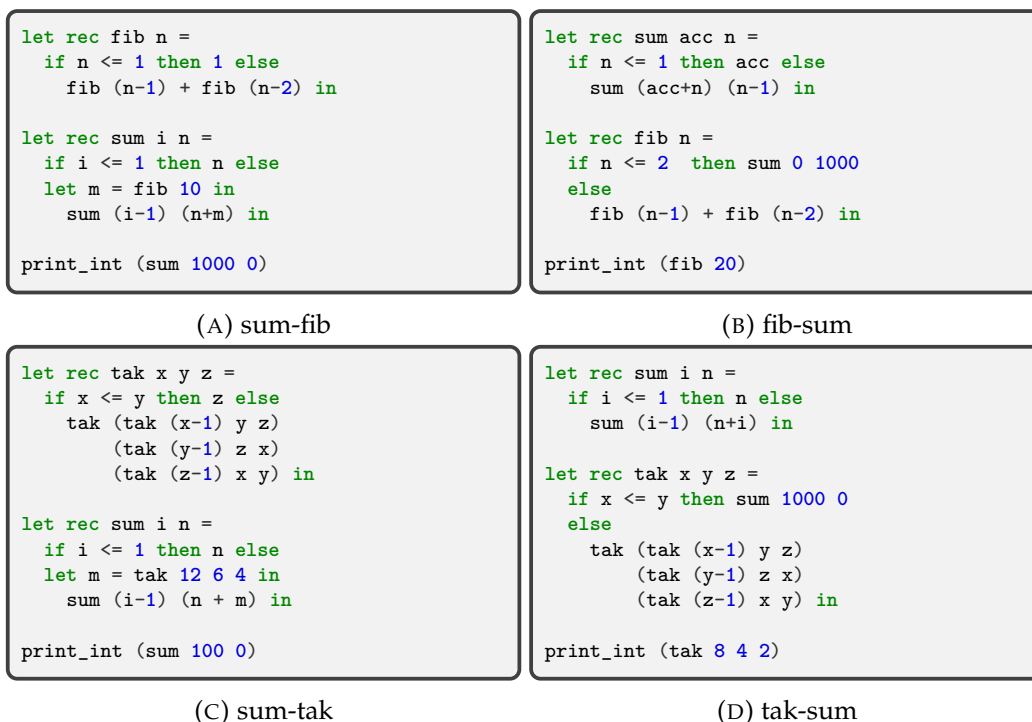 let rec fib n =
  if n <= 1 then 1 else
    fib (n-1) + fib (n-2) in

let rec sum i n =
  if i <= 1 then n else
  let m = fib 10 in
    sum (i-1) (n+m) in

print_int (sum 1000 0)
(A) sum-fib
let rec sum acc n =
  if n <= 1 then acc else
    sum (acc+n) (n-1) in

let rec fib n =
  if n <= 2  then sum 0 1000
  else
    fib (n-1) + fib (n-2) in

print_int (fib 20)
(B) fib-sum
let rec tak x y z =
  if x <= y then z else
    tak (tak (x-1) y z)
        (tak (y-1) z x)
        (tak (z-1) x y) in

let rec sum i n =
  if i <= 1 then n else
  let m = tak 12 6 4 in
    sum (i-1) (n + m) in

print_int (sum 100 0)
(C) sum-tak
let rec sum i n =
  if i <= 1 then n else
    sum (i-1) (n+i) in

let rec tak x y z =
  if x <= y then sum 1000 0
  else
    tak (tak (x-1) y z)
        (tak (y-1) z x)
        (tak (z-1) x y) in

print_int (tak 8 4 2)
(D) tak-sum